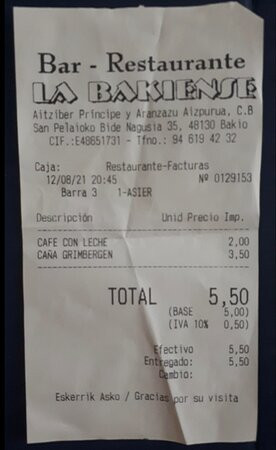 Bar - Restaurante
LA BAKIENSE
Aitziber Príncipe y Aranzazu Aizpurua, C.B
San Pelaioko Bide Nagusia 35, 48130 Bakio
CIF.:E48651731 - Tfno.: 94 619 42 32
Caja: Restaurante-Facturas
12/08/21 20:45 Nº 0129153
Barra 3 1-ASIER
Descripción Unid Precio Imp.
CAFE CON LECHE 2,00
CAÑA GRIMBERGEN 3,50
TOTAL 5,50
(BASE 5,00)
(IVA 10% 0,50)
Efectivo 5,50
Entregado: 5,50
Cambio:
Eskerrik Asko / Gracias por su visita